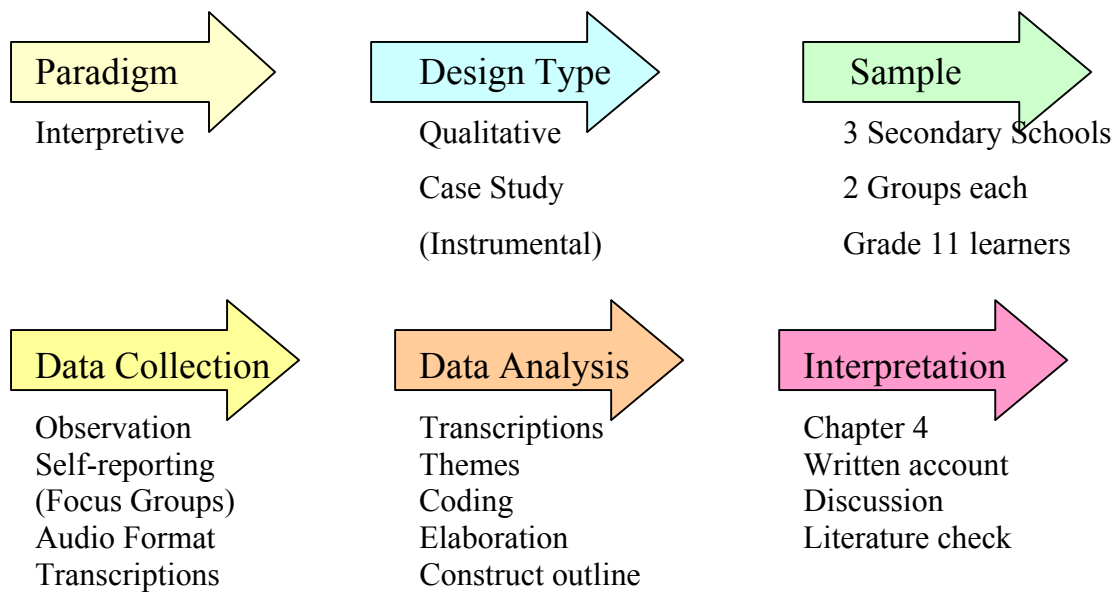 Paradigm
Interpretive
Design Type
Qualitative
Case Study
(Instrumental)
Sample
3 Secondary Schools
2 Groups each
Grade 11 learners
Data Collection
Observation
Self-reporting
(Focus Groups)
Audio Format
Transcriptions
Data Analysis
Transcriptions
Themes
Coding
Elaboration
Construct outline
Interpretation
Chapter 4
Written account
Discussion
Literature check